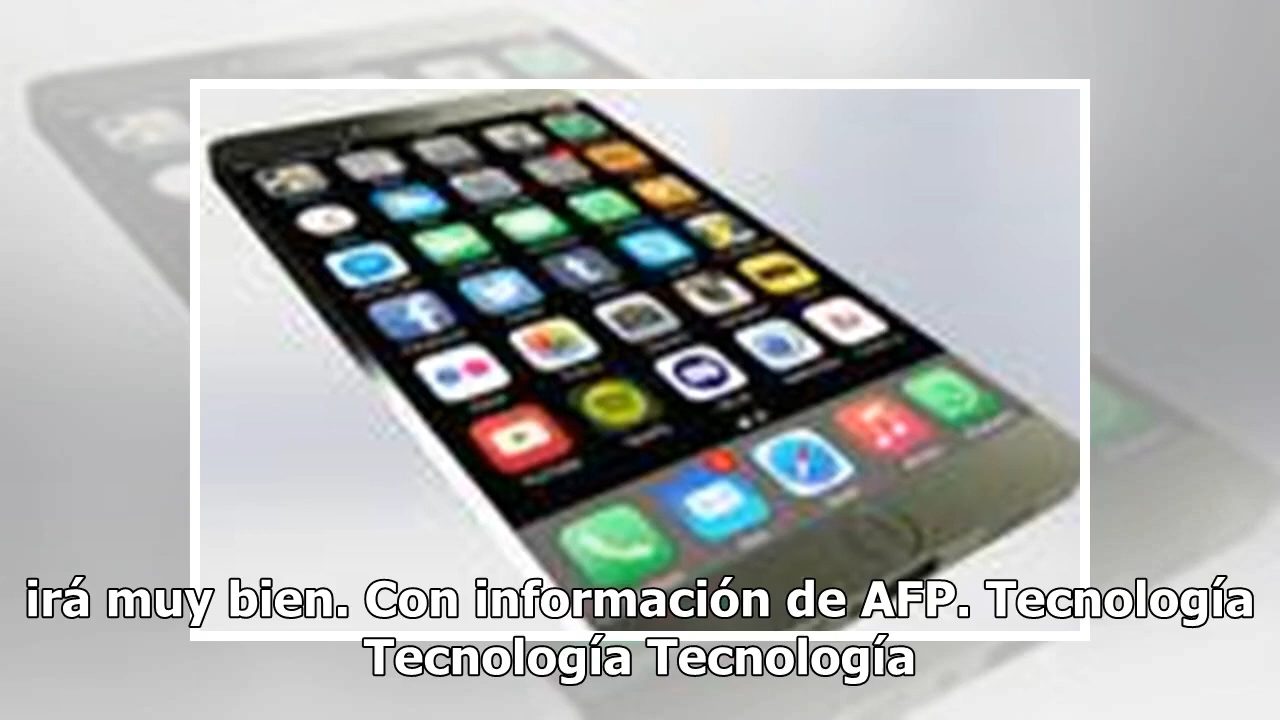 irá muy bien. Con información de AFP. Tecnología
Tecnología Tecnología